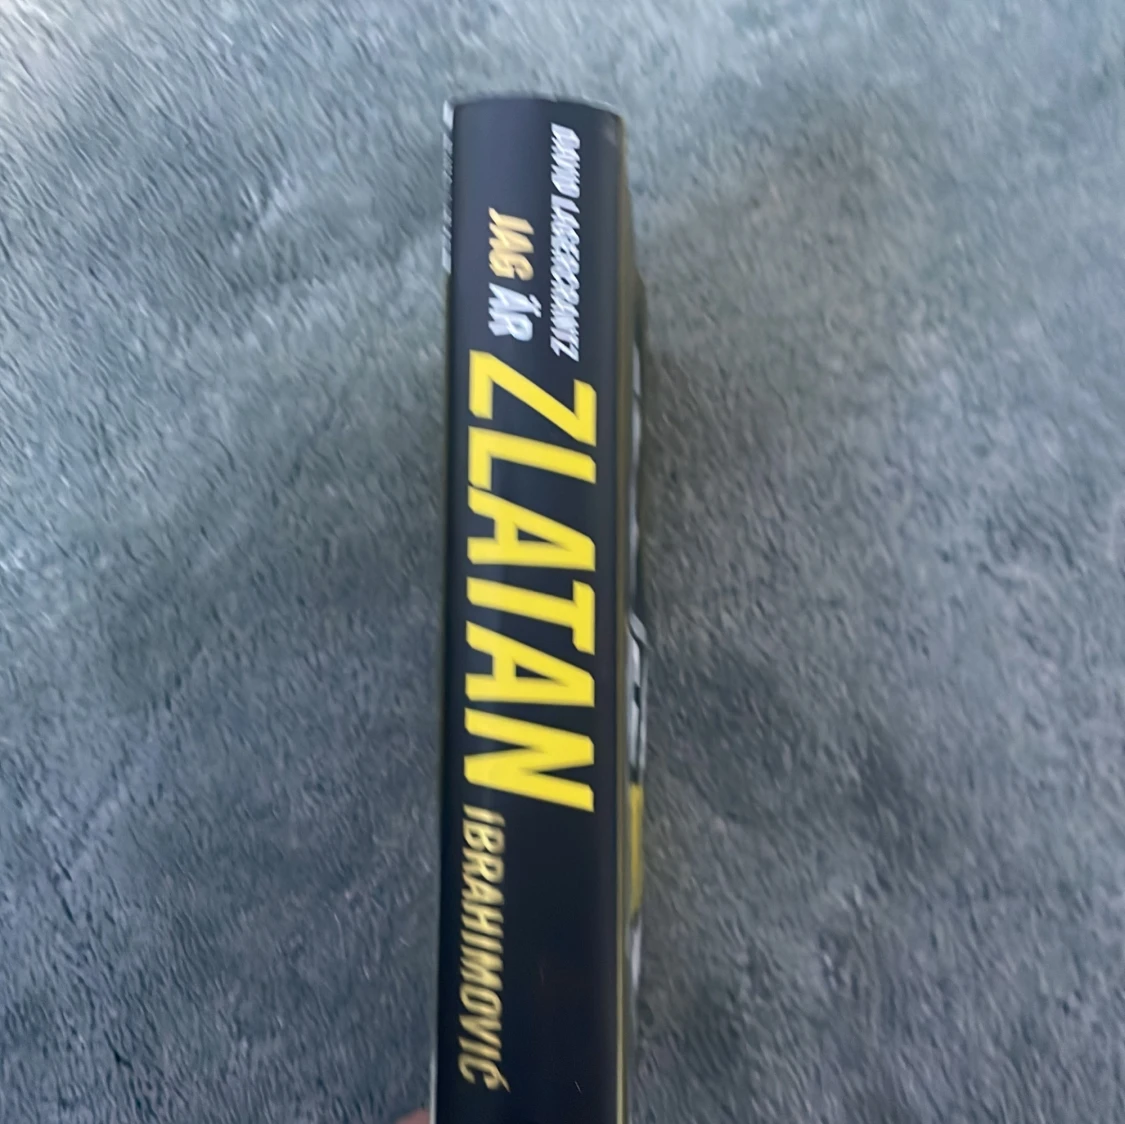 DAVID LAGERCRANTZ
JAG ÄR
ZLATAN
IBRAHIMOVIĆ